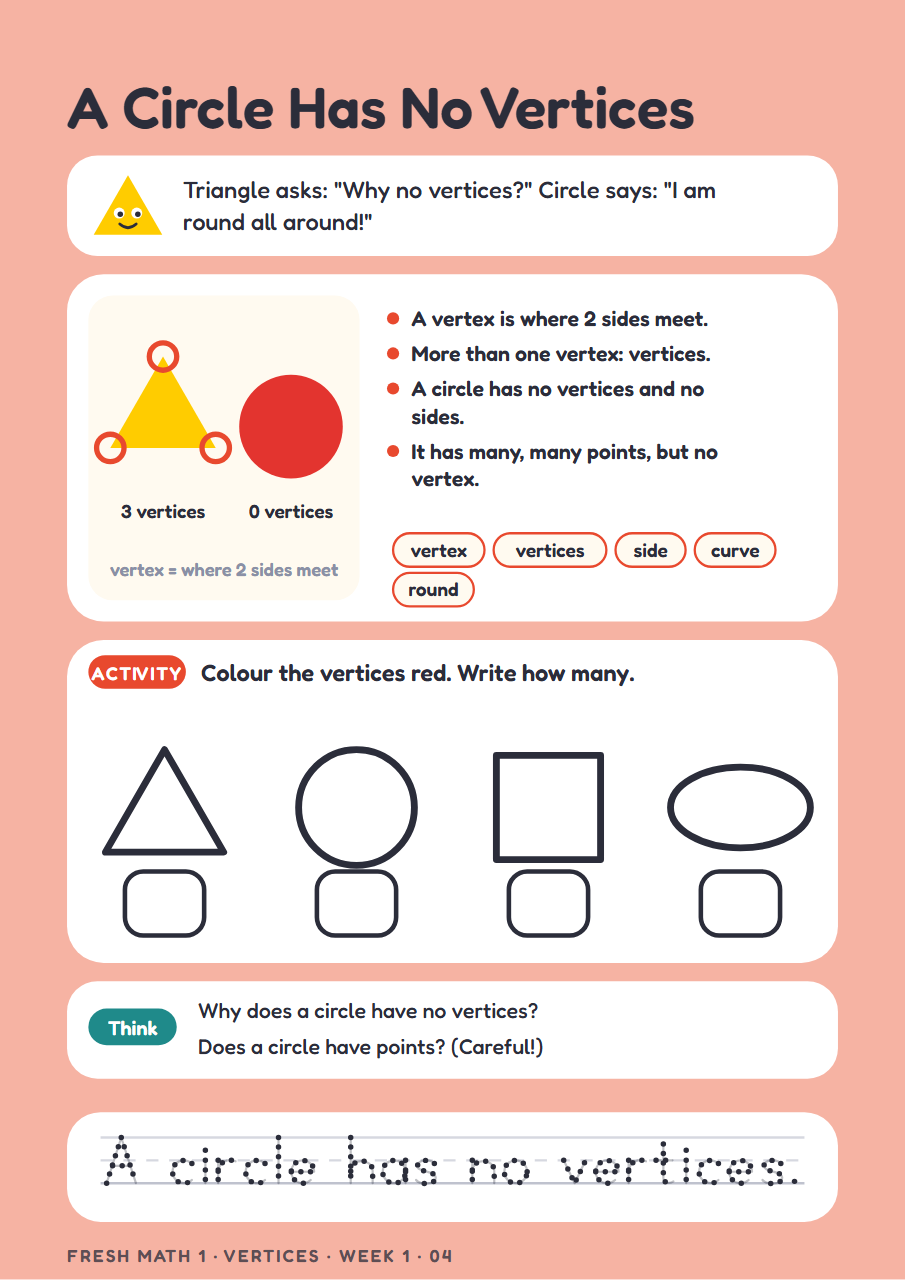 A Circle Has No Vertices
Triangle asks: "Why no vertices?" Circle says: "I am
round all around!"
3 vertices
0 vertices
vertex = where 2 sides meet
A vertex is where 2 sides meet.
More than one vertex: vertices.
A circle has no vertices and no
sides.
It has many, many points, but no
vertex.
vertex vertices side curve
round
ACTIVITY Colour the vertices red. Write how many.
Think
Why does a circle have no vertices?
Does a circle have points? (Careful!)
A circle has no vertices.
FRESH MATH 1 · VERTICES · WEEK 1 · 04